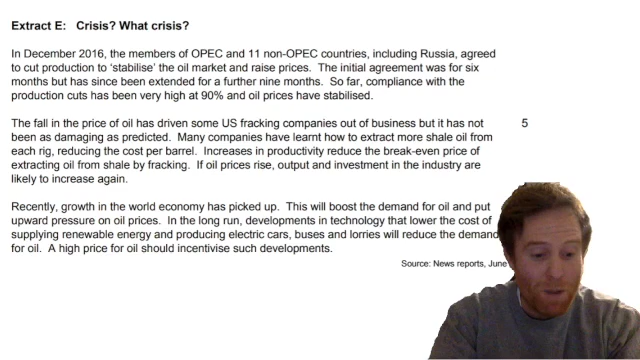 Extract E: Crisis? What crisis?
In December 2016, the members of OPEC and 11 non-OPEC countries, including Russia, agreed
to cut production to ‘stabilise’ the oil market and raise prices. The initial agreement was for six
months but has since been extended for a further nine months. So far, compliance with the
production cuts has been very high at 90% and oil prices have stabilised.
The fall in the price of oil has driven some US fracking companies out of business but it has not 5
been as damaging as predicted. Many companies have learnt how to extract more shale oil from
each rig, reducing the cost per barrel. Increases in productivity reduce the break-even price of
extracting oil from shale by fracking. If oil prices rise, output and investment in the industry are
likely to increase again.
Recently, growth in the world economy has picked up. This will boost the demand for oil and put
upward pressure on oil prices. In the long run, developments in technology that lower the cost of
supplying renewable energy and producing electric cars, buses and lorries will reduce the demand
for oil. A high price for oil should incentivise such developments.
Source: News reports, June